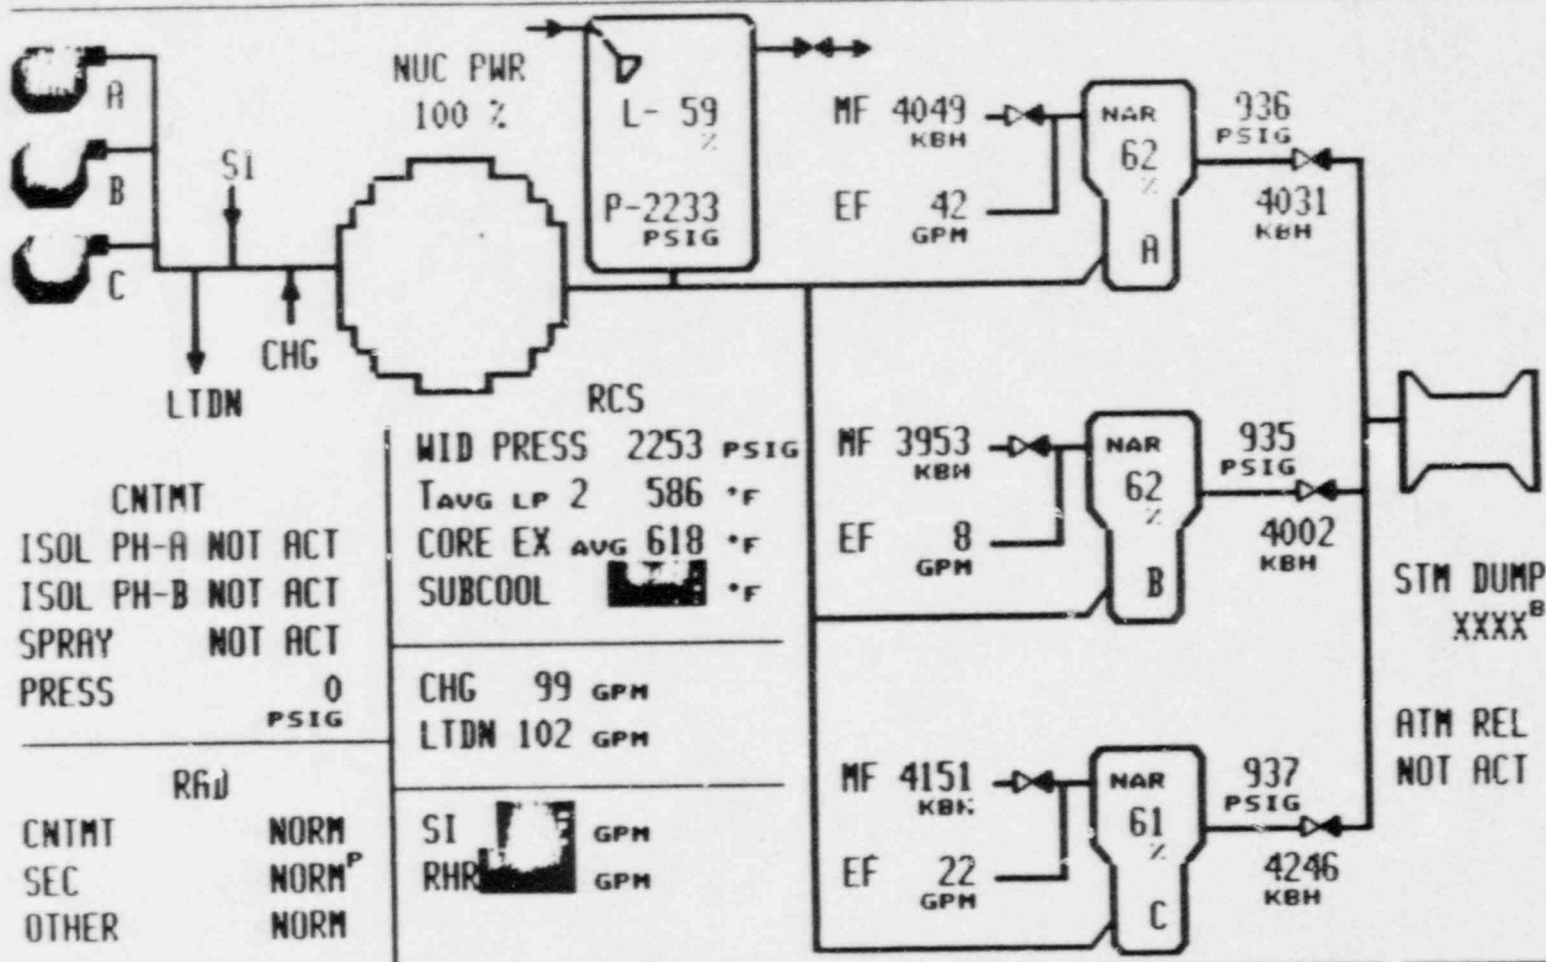 NUC PWR
100 %
A
B
C
SI
CHG
LTDN
L- 59
%
P-2233
PSIG
MF 4049
KBH
EF 42
GPM
NAR
62
%
A
936
PSIG
4031
KBH
RCS
WID PRESS 2253 PSIG
TAVG LP 2 586 °F
CORE EX AVG 618 °F
SUBCOOL °F
CHG 99 GPM
LTDN 102 GPM
SI GPM
RHR GPM
CNTMT
ISOL PH-A NOT ACT
ISOL PH-B NOT ACT
SPRAY NOT ACT
PRESS 0
PSIG
RAD
CNTMT NORM
SEC NORM P
OTHER NORM
MF 3953
KBH
EF 8
GPM
NAR
62
%
B
935
PSIG
4002
KBH
MF 4151
KBH
EF 22
GPM
NAR
61
%
C
937
PSIG
4246
KBH
STM DUMP
XXXX B
ATM REL
NOT ACT